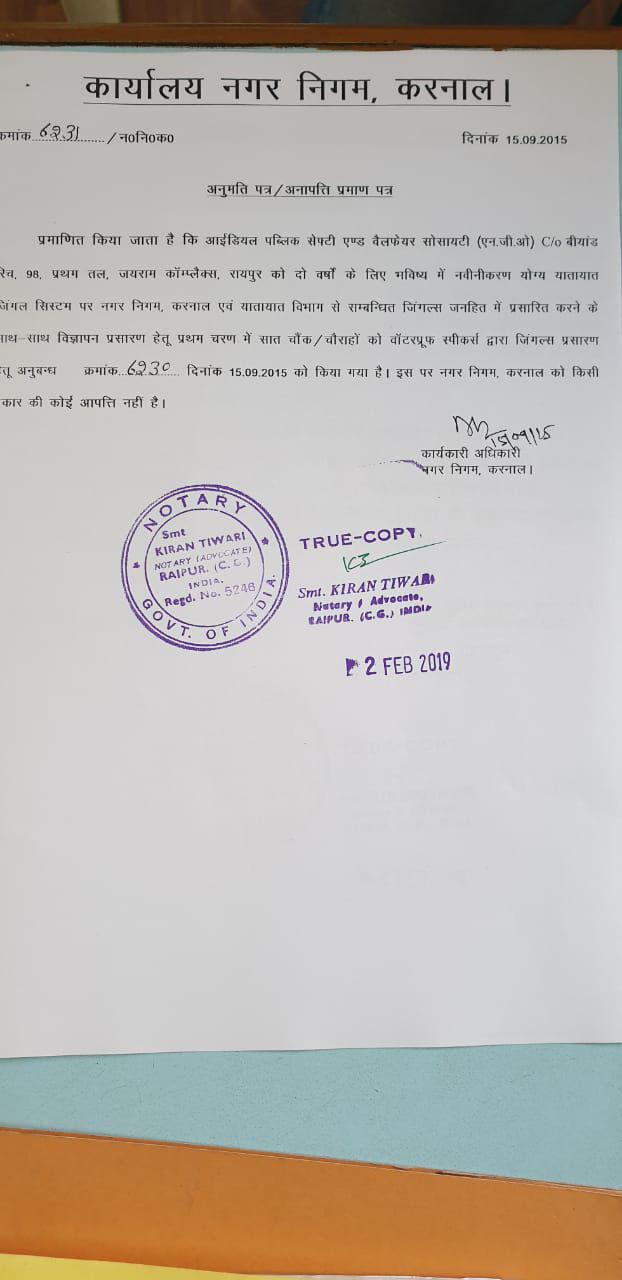 कार्यालय नगर निगम, करनाल।
क्रमांक 6231 / न0नि0क0
दिनांक 15.09.2015
अनुमति पत्र/अनापत्ति प्रमाण पत्र
प्रमाणित किया जाता है कि आईडियल पब्लिक सेफ्टी एण्ड वैलफेयर सोसायटी (एन.जी.ओ) C/o बीयांड
रिच, 98, प्रथम तल, जयराम कॉम्प्लैक्स, रायपुर को दो वर्षों के लिए भविष्य में नवीनीकरण योग्य यातायात
जिंगल सिस्टम पर नगर निगम, करनाल एवं यातायात विभाग से सम्बन्धित जिंगल्स जनहित में प्रसारित करने के
साथ–साथ विज्ञापन प्रसारण हेतू प्रथम चरण में सात चौंक/चौराहों को वॉटरप्रूफ स्पीकर्स द्वारा जिंगल्स प्रसारण
हेतू अनुबन्ध क्रमांक 6230 दिनांक 15.09.2015 को किया गया है। इस पर नगर निगम, करनाल को किसी
प्रकार की कोई आपत्ति नहीं है।
15/09/15
कार्यकारी अधिकारी
नगर निगम, करनाल।
NOTARY
Smt
KIRAN TIWARI
NOTARY (ADVOCATE)
RAIPUR. (C.G.)
INDIA.
Regd. No. 5246
GOVT. OF INDIA.
TRUE-COPY.
Smt. KIRAN TIWARI
Notary / Advocate,
RAIPUR. (C.G.) INDIA
2 FEB 2019